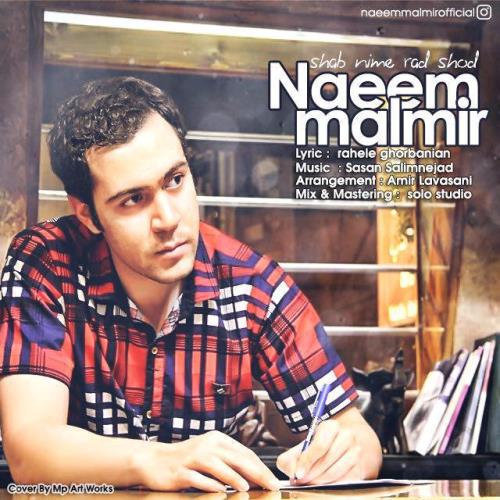 naeemmalmirofficial
shab nime rad shod
Naeem
malmir
Lyric : rahele ghorbanian
Music : Sasan Salimnejad
Arrangement : Amir Lavasani
Mix & Mastering : solo studio
Cover By Mp Art Works